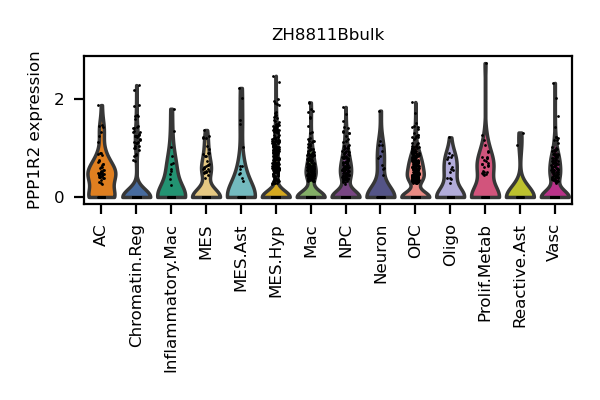 ZH8811Bbulk
PPP1R2 expression
2
0
AC
Chromatin.Reg
Inflammatory.Mac
MES
MES.Ast
MES.Hyp
Mac
NPC
Neuron
OPC
Oligo
Prolif.Metab
Reactive.Ast
Vasc